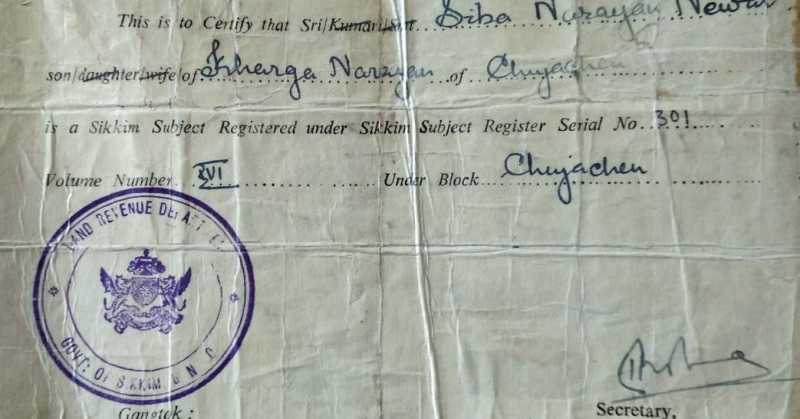 This is to Certify that Sri/Kumari/Smt. Siba Narayan Newar
son/daughter/wife of Kharga Narayan of Chujachen
is a Sikkim Subject Registered under Sikkim Subject Register Serial No. 301
Volume Number XVI Under Block Chujachen
LAND REVENUE
GOVT: OF SIKKIM
Gangtok :
Secretary,